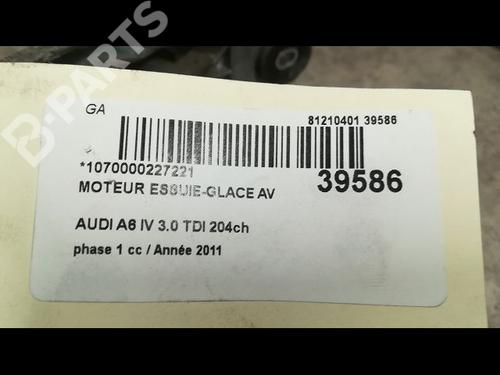 B-PARTS
GA
81210401 39586
*1070000227221
39586
MOTEUR ESSUIE-GLACE AV
AUDI A6 IV 3.0 TDI 204ch
phase 1 cc / Année 2011